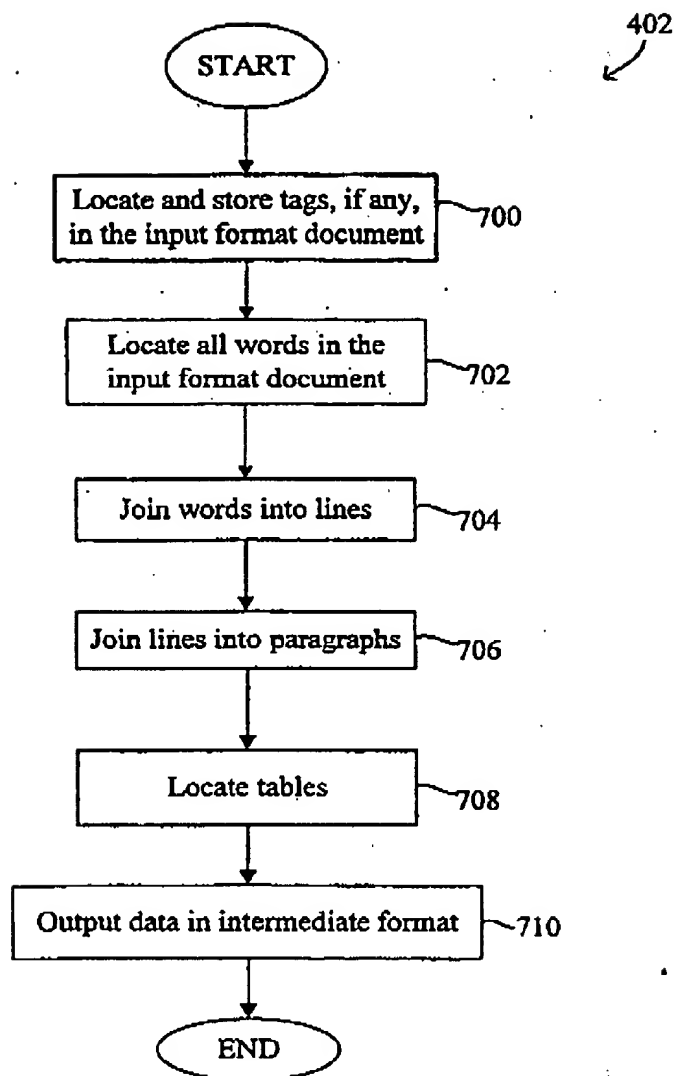 402
START
Locate and store tags, if any,
in the input format document
700
Locate all words in the
input format document
702
Join words into lines
704
Join lines into paragraphs
706
Locate tables
708
Output data in intermediate format
710
END